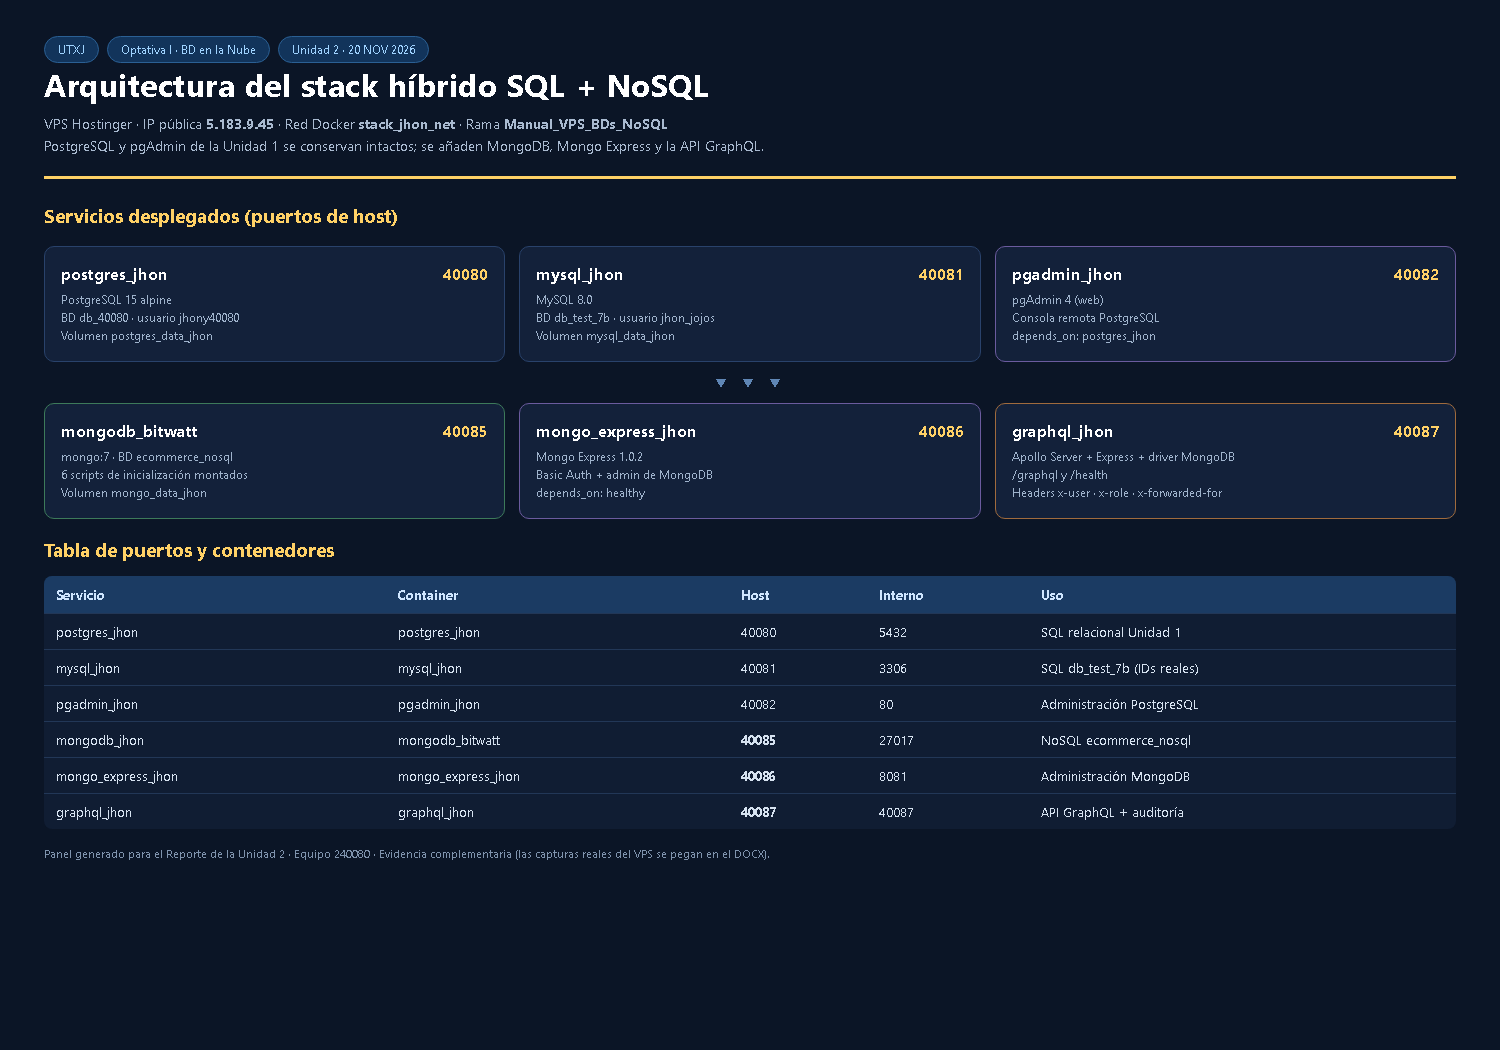 UTXJ
Optativa I · BD en la Nube
Unidad 2 · 20 NOV 2026
Arquitectura del stack híbrido SQL + NoSQL
VPS Hostinger · IP pública 5.183.9.45 · Red Docker stack_jhon_net · Rama Manual_VPS_BDs_NoSQL
PostgreSQL y pgAdmin de la Unidad 1 se conservan intactos; se añaden MongoDB, Mongo Express y la API GraphQL.
Servicios desplegados (puertos de host)
postgres_jhon 40080
PostgreSQL 15 alpine
BD db_40080 · usuario jhony40080
Volumen postgres_data_jhon
mysql_jhon 40081
MySQL 8.0
BD db_test_7b · usuario jhon_jojos
Volumen mysql_data_jhon
pgadmin_jhon 40082
pgAdmin 4 (web)
Consola remota PostgreSQL
depends_on: postgres_jhon
mongodb_bitwatt 40085
mongo:7 · BD ecommerce_nosql
6 scripts de inicialización montados
Volumen mongo_data_jhon
mongo_express_jhon 40086
Mongo Express 1.0.2
Basic Auth + admin de MongoDB
depends_on: healthy
graphql_jhon 40087
Apollo Server + Express + driver MongoDB
/graphql y /health
Headers x-user · x-role · x-forwarded-for
Tabla de puertos y contenedores
Servicio Container Host Interno Uso
postgres_jhon postgres_jhon 40080 5432 SQL relacional Unidad 1
mysql_jhon mysql_jhon 40081 3306 SQL db_test_7b (IDs reales)
pgadmin_jhon pgadmin_jhon 40082 80 Administración PostgreSQL
mongodb_jhon mongodb_bitwatt 40085 27017 NoSQL ecommerce_nosql
mongo_express_jhon mongo_express_jhon 40086 8081 Administración MongoDB
graphql_jhon graphql_jhon 40087 40087 API GraphQL + auditoría
Panel generado para el Reporte de la Unidad 2 · Equipo 240080 · Evidencia complementaria (las capturas reales del VPS se pegan en el DOCX).